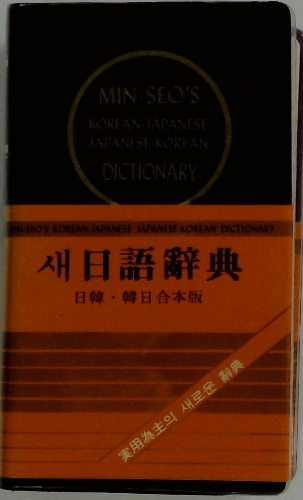 MIN-SEO'S
KOREAN-JAPANESE
JAPANESE-KOREAN
DICTIONARY
MIN-SEO'S KOREAN-JAPANESE JAPANESE-KOREAN DICTIONARY
새日語辭典
日韓·韓日合本版
実用為主의 새로운 辭典